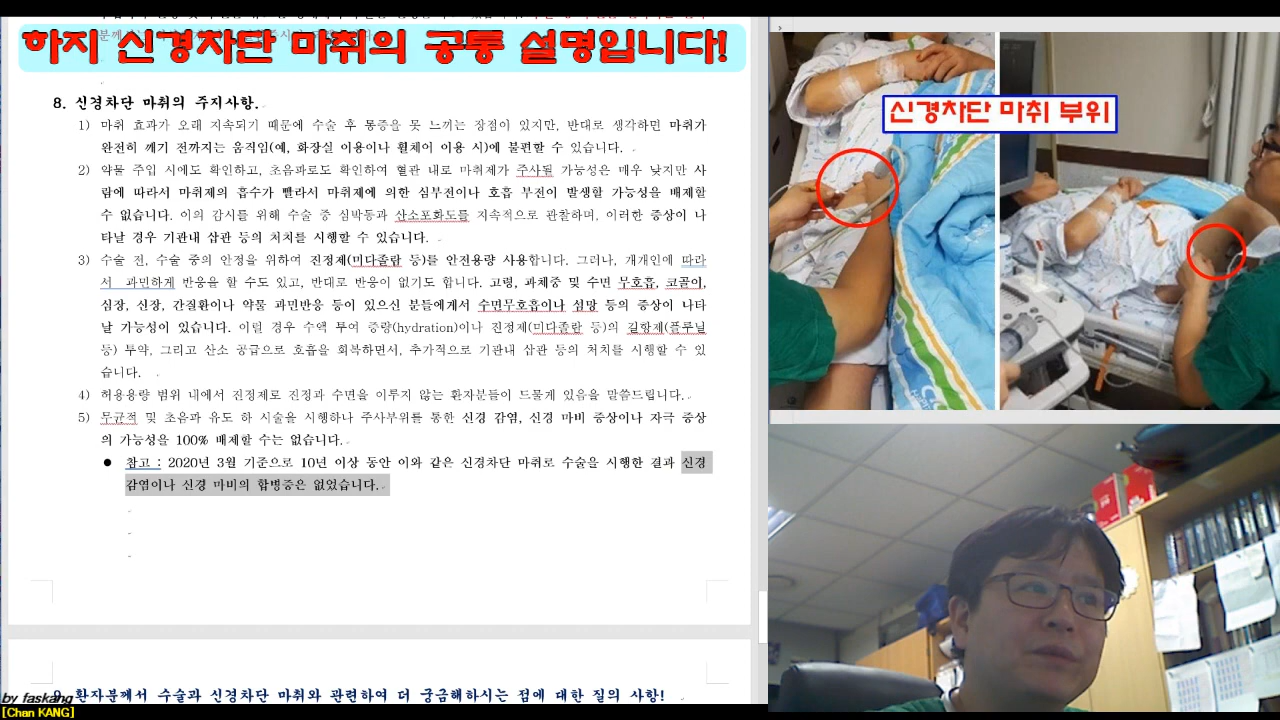 하지 신경차단 마취의 공통 설명입니다!
8. 신경차단 마취의 주지사항.
1) 마취 효과가 오래 지속되기 때문에 수술 후 통증을 못 느끼는 장점이 있지만, 반대로 생각하면 마취가
완전히 깨기 전까지는 움직임(예, 화장실 이용이나 휠체어 이용 시)에 불편할 수 있습니다.
2) 약물 주입 시에도 확인하고, 초음파로도 확인하여 혈관 내로 마취제가 주사될 가능성은 매우 낮지만 사
람에 따라서 마취제의 흡수가 빨라서 마취제에 의한 심부전이나 호흡 부전이 발생할 가능성을 배제할
수 없습니다. 이의 감시를 위해 수술 중 심박동과 산소포화도를 지속적으로 관찰하며, 이러한 증상이 나
타날 경우 기관내 삽관 등의 처치를 시행할 수 있습니다.
3) 수술 전, 수술 중의 안정을 위하여 진정제(미다졸람 등)를 안전용량 사용합니다. 그러나, 개개인에 따라
서 과민하게 반응을 할 수도 있고, 반대로 반응이 없기도 합니다. 고령, 과체중 및 수면 무호흡, 코골이,
심장, 신장, 간질환이나 약물 과민반응 등이 있으신 분들에게서 수면무호흡이나 섬망 등의 증상이 나타
날 가능성이 있습니다. 이럴 경우 수액 투여 증량(hydration)이나 진정제(미다졸람 등)의 길항제(플루닐
등) 투약, 그리고 산소 공급으로 호흡을 회복하면서, 추가적으로 기관내 삽관 등의 처치를 시행할 수 있
습니다.
4) 허용용량 범위 내에서 진정제로 진정과 수면을 이루지 않는 환자분들이 드물게 있음을 말씀드립니다.
5) 무균적 및 초음파 유도 하 시술을 시행하나 주사부위를 통한 신경 감염, 신경 마비 증상이나 자극 증상
의 가능성을 100% 배제할 수는 없습니다.
● 참고 : 2020년 3월 기준으로 10년 이상 동안 이와 같은 신경차단 마취로 수술을 시행한 결과 신경
감염이나 신경 마비의 합병증은 없었습니다.
환자분께서 수술과 신경차단 마취와 관련하여 더 궁금해하시는 점에 대한 질의 사항!
by faskang
[Chan KANG]
신경차단 마취 부위